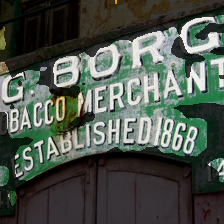 G. BORG
BACCO MERCHANT
ESTABLISHED 1868